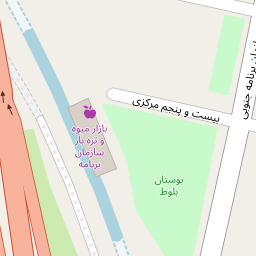 بیست و پنجم مرکزی
بازار میوه
و تره بار
سازمان
برنامه
بوستان
بلوط
برنامه جنوبی